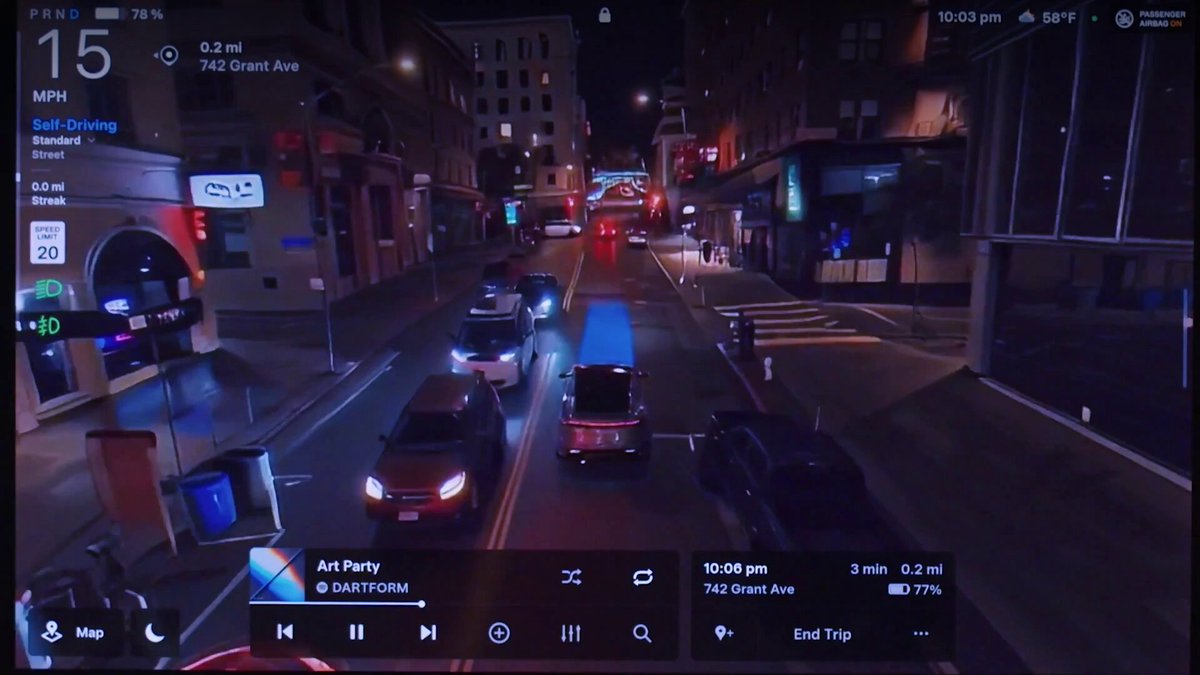 P R N D
78 %
10:03 pm
58°F
PASSENGER
AIRBAG ON
15
MPH
0.2 mi
742 Grant Ave
Self-Driving
Standard
Street
0.0 mi
Streak
SPEED
LIMIT
20
Art Party
DARTFORM
10:06 pm
3 min
0.2 mi
742 Grant Ave
77%
Map
End Trip